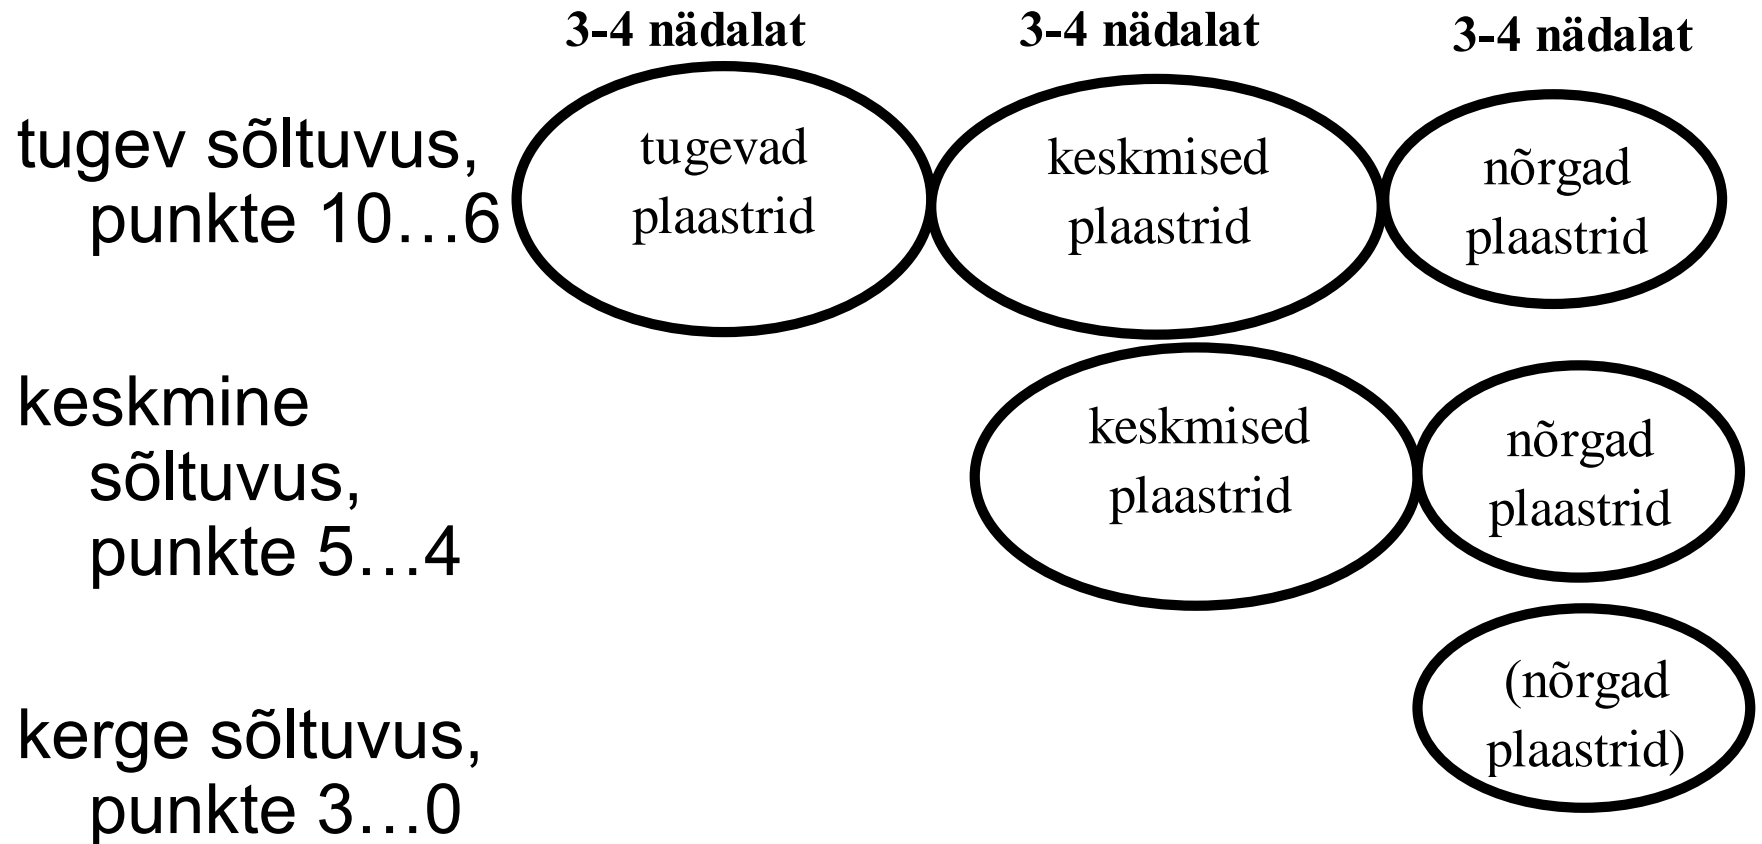 3-4 nädalat 3-4 nädalat 3-4 nädalat
tugev sõltuvus,
punkte 10…6
tugevad
plaastrid
keskmised
plaastrid
nõrgad
plaastrid
keskmine
sõltuvus,
punkte 5…4
keskmised
plaastrid
nõrgad
plaastrid
kerge sõltuvus,
punkte 3…0
(nõrgad
plaastrid)